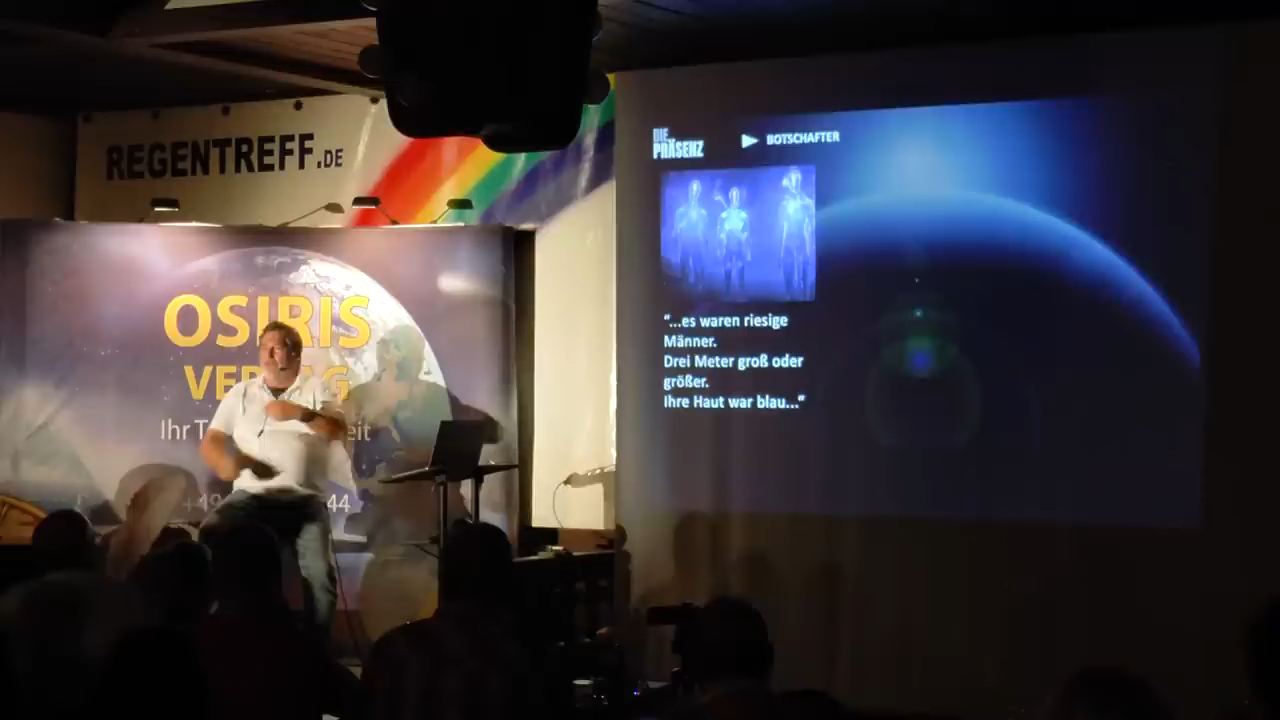 REGENTREFF.DE
OSIRIS
VE G
Ihr T eit
+49 44
DIE PRÄSENZ
BOTSCHAFTER
“...es waren riesige
Männer.
Drei Meter groß oder
größer.
Ihre Haut war blau...”